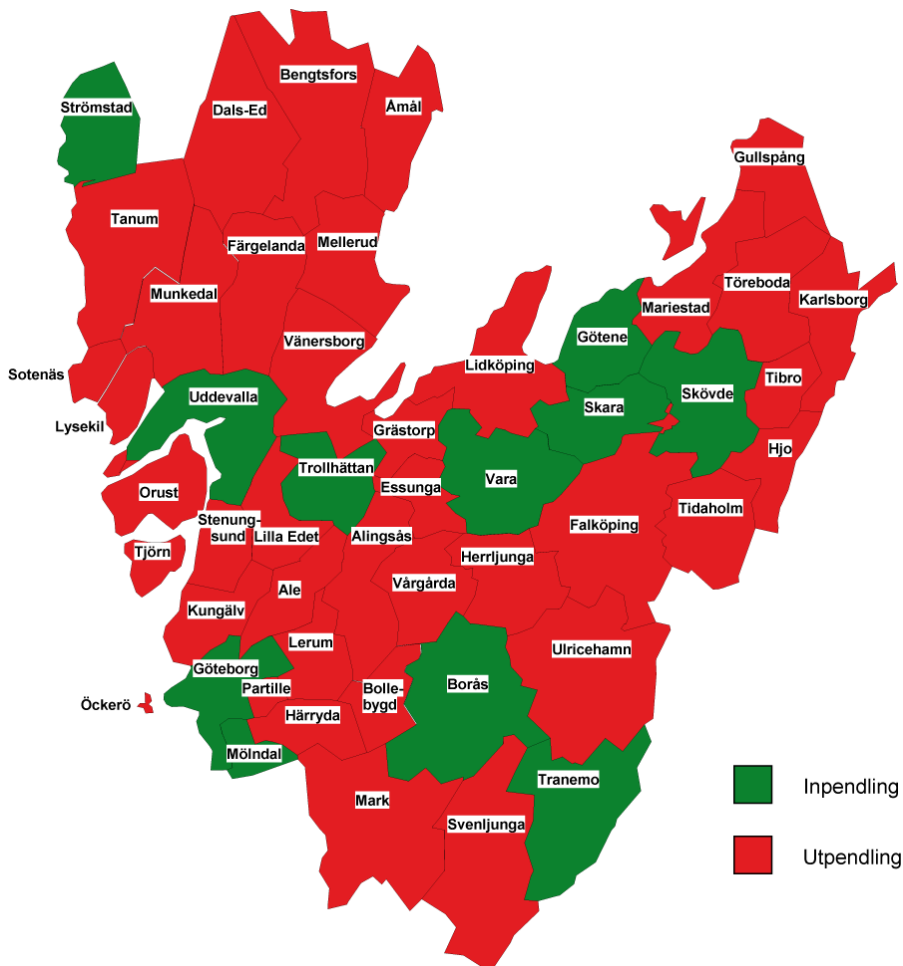 Bengtsfors
Strömstad
Dals-Ed
Åmål
Gullspång
Tanum
Färgelanda
Mellerud
Töreboda
Munkedal
Karlsborg
Mariestad
Götene
Vänersborg
Lidköping
Sotenäs
Uddevalla
Tibro
Skövde
Skara
Lysekil
Grästorp
Hjo
Trollhättan
Vara
Essunga
Orust
Tidaholm
Stenung-
sund
Falköping
Lilla Edet
Alingsås
Tjörn
Herrljunga
Vårgårda
Ale
Kungälv
Lerum
Ulricehamn
Göteborg
Borås
Partille
Bolle-
bygd
Öckerö
Härryda
Mölndal
Tranemo
Inpendling
Mark
Svenljunga
Utpendling